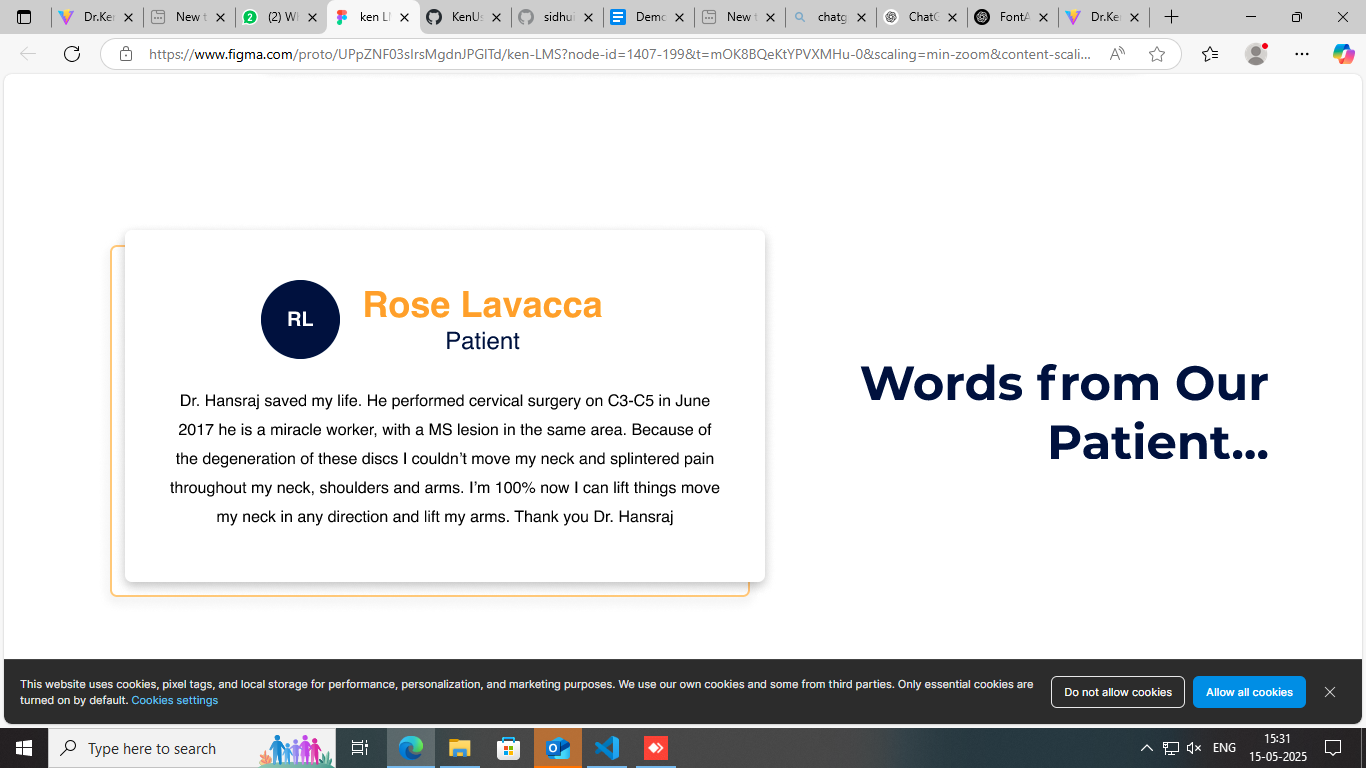 Dr.Ker
New t
(2) W
ken L
KenUs
sidhui
Demo
New t
chatg
ChatG
FontA
Dr.Ker
https://www.figma.com/proto/UPpZNF03sIrsMgdnJPGlTd/ken-LMS?node-id=1407-199&t=mOK8BQeKtYPVXMHu-0&scaling=min-zoom&content-scali...
RL
Rose Lavacca
Patient
Dr. Hansraj saved my life. He performed cervical surgery on C3-C5 in June
2017 he is a miracle worker, with a MS lesion in the same area. Because of
the degeneration of these discs I couldn’t move my neck and splintered pain
throughout my neck, shoulders and arms. I’m 100% now I can lift things move
my neck in any direction and lift my arms. Thank you Dr. Hansraj
Words from Our
Patient...
This website uses cookies, pixel tags, and local storage for performance, personalization, and marketing purposes. We use our own cookies and some from third parties. Only essential cookies are
turned on by default. Cookies settings
Do not allow cookies
Allow all cookies
Type here to search
ENG
15:31
15-05-2025